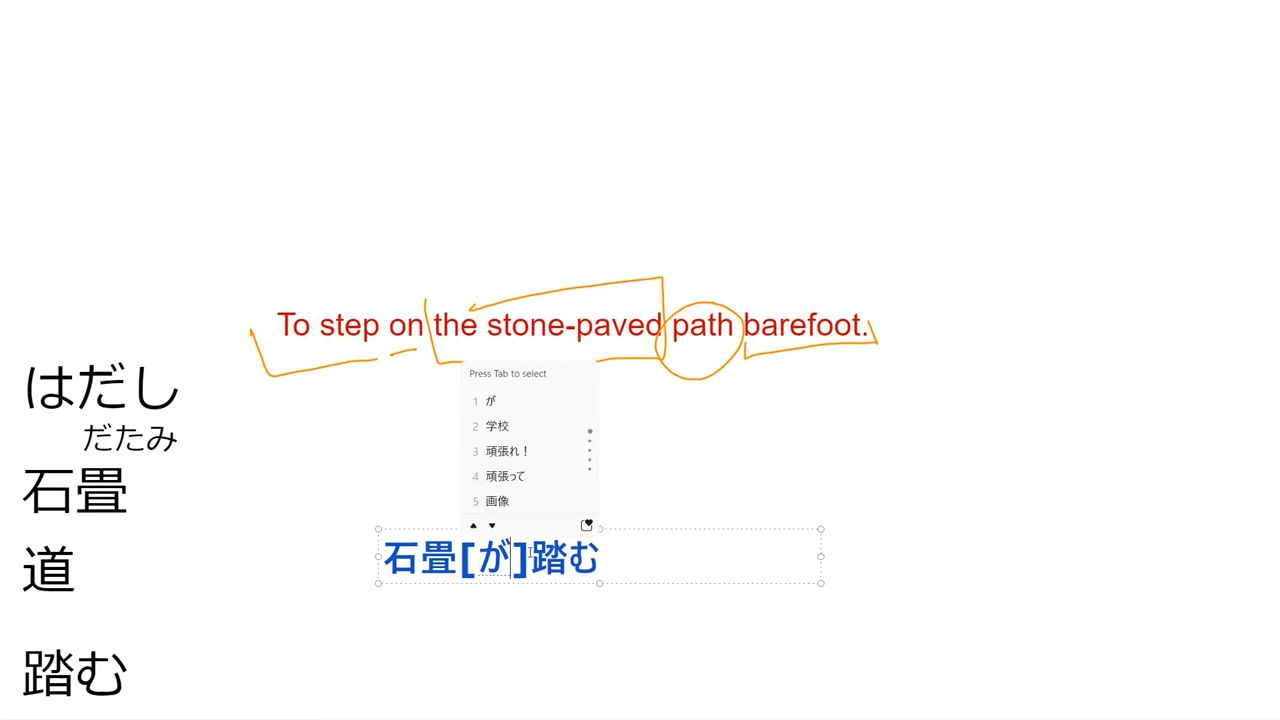 To step on the stone-paved path barefoot.
はだし
だたみ
石畳
道
踏む
Press Tab to select
1 が
2 学校
3 頑張れ！
4 頑張って
5 画像
石畳[が]踏む